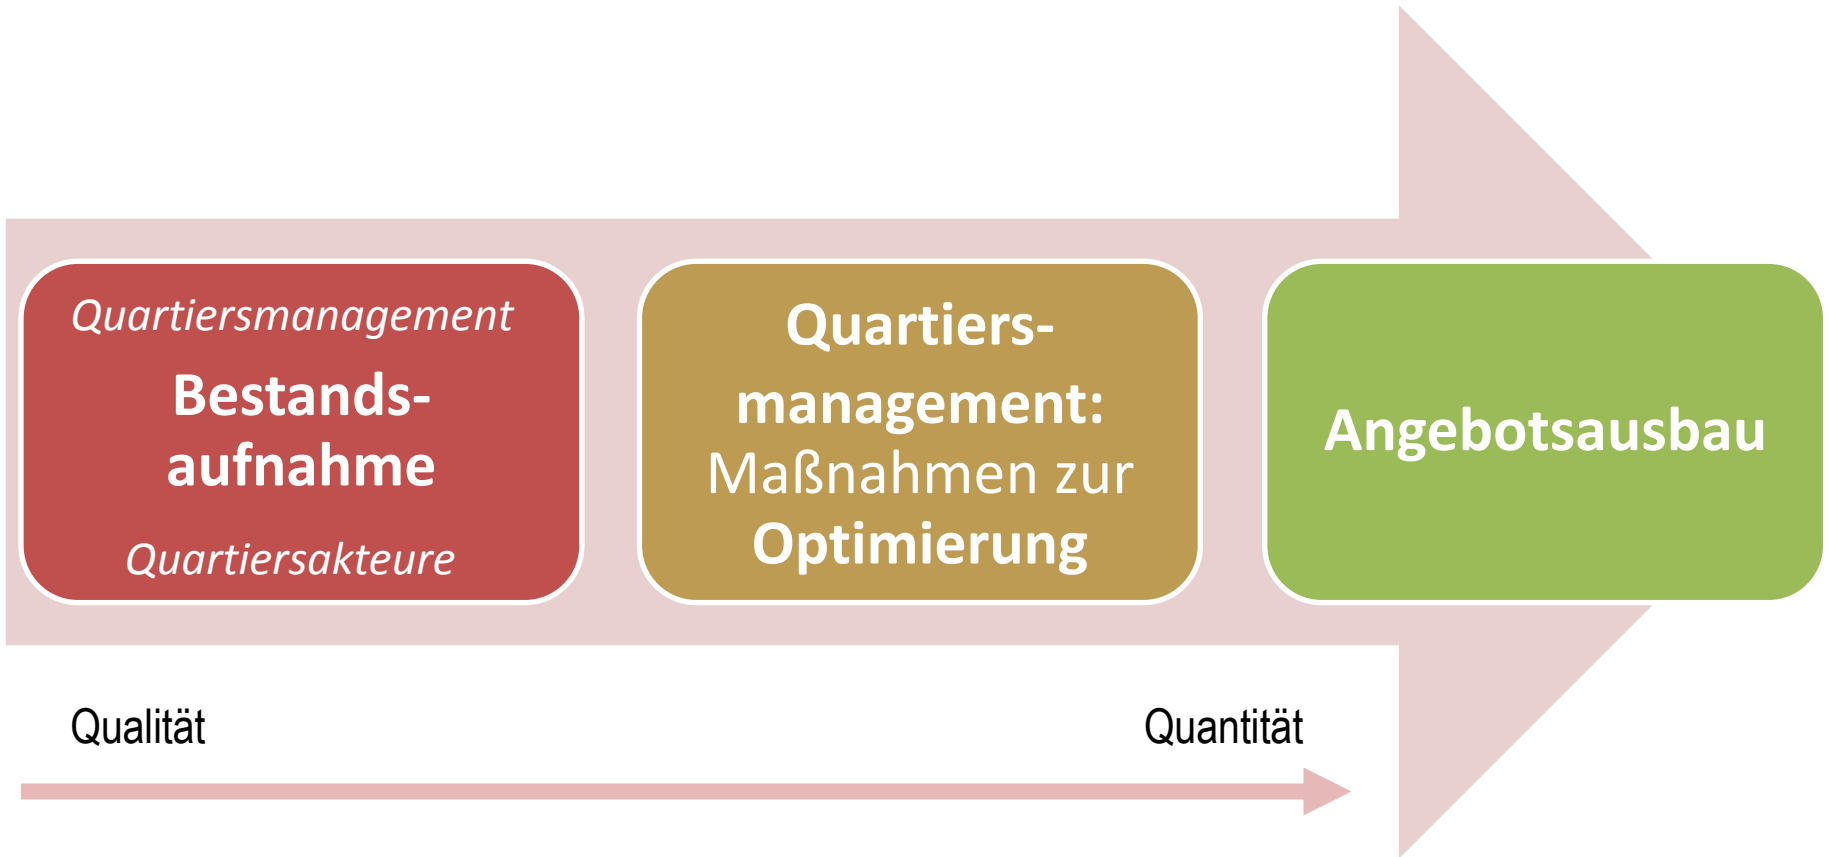 Quartiersmanagement
Bestands-
aufnahme
Quartiersakteure
Quartiers-
management:
Maßnahmen zur
Optimierung
Angebotsausbau
Qualität
Quantität